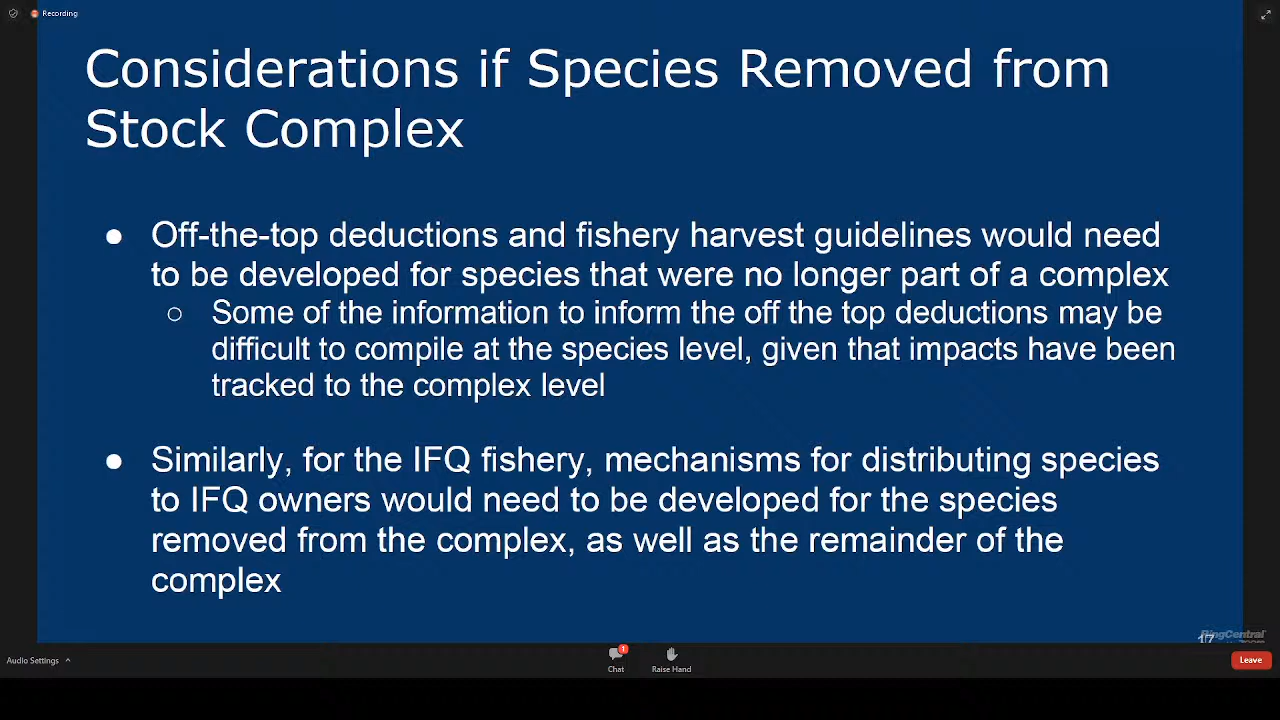 Recording
Considerations if Species Removed from
Stock Complex
● Off-the-top deductions and fishery harvest guidelines would need
to be developed for species that were no longer part of a complex
○ Some of the information to inform the off the top deductions may be
difficult to compile at the species level, given that impacts have been
tracked to the complex level
● Similarly, for the IFQ fishery, mechanisms for distributing species
to IFQ owners would need to be developed for the species
removed from the complex, as well as the remainder of the
complex
17
RingCentral
Audio Settings
1
Chat
Raise Hand
Leave